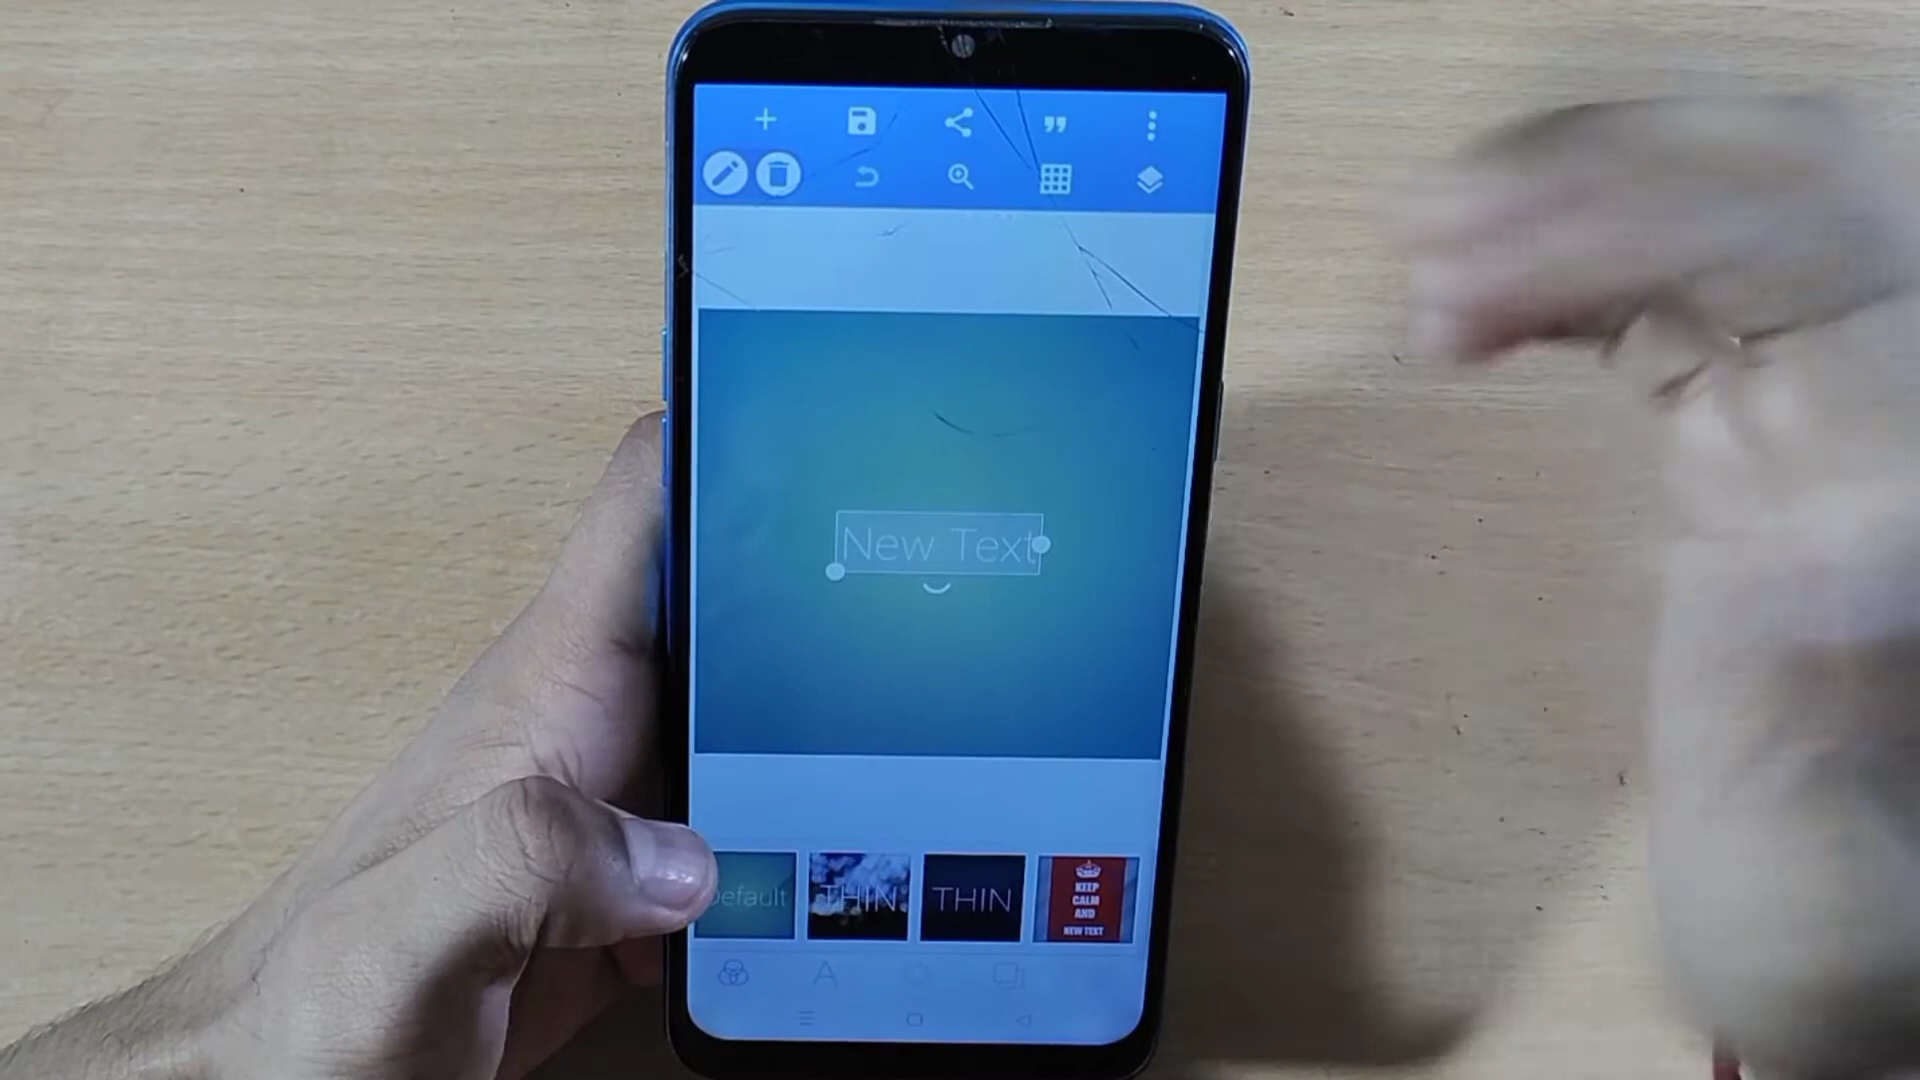 New Text
Default
THIN
THIN
KEEP
CALM
AND
NEW TEXT